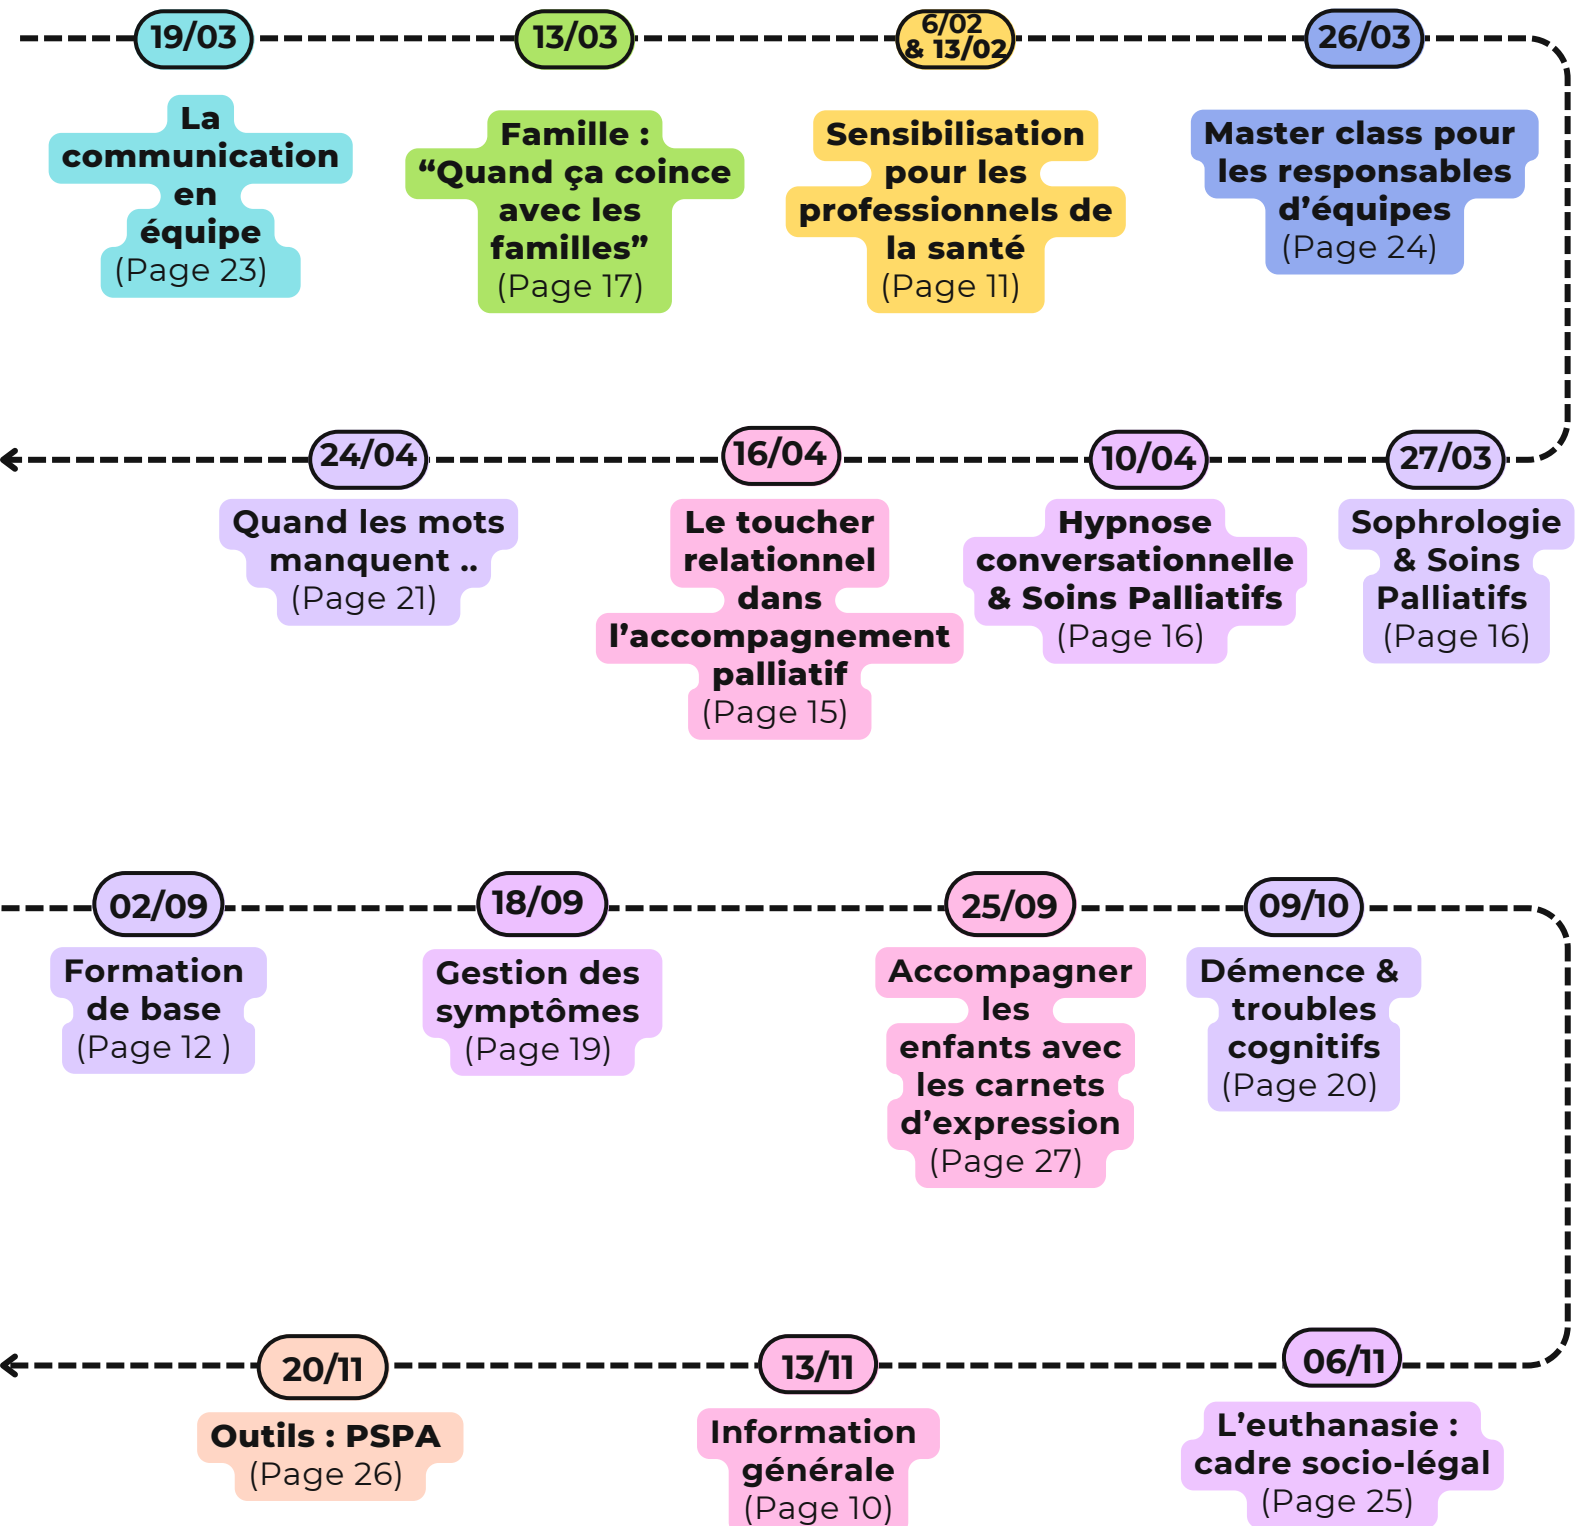 19/03
La
communication
en
équipe
(Page 23)
13/03
Famille :
“Quand ça coince
avec les
familles”
(Page 17)
6/02
& 13/02
Sensibilisation
pour les
professionnels de
la santé
(Page 11)
26/03
Master class pour
les responsables
d’équipes
(Page 24)
24/04
Quand les mots
manquent ..
(Page 21)
16/04
Le toucher
relationnel
dans
l’accompagnement
palliatif
(Page 15)
10/04
Hypnose
conversationnelle
& Soins Palliatifs
(Page 16)
27/03
Sophrologie
& Soins
Palliatifs
(Page 16)
02/09
Formation
de base
(Page 12 )
18/09
Gestion des
symptômes
(Page 19)
25/09
Accompagner
les
enfants avec
les carnets
d’expression
(Page 27)
09/10
Démence &
troubles
cognitifs
(Page 20)
20/11
Outils : PSPA
(Page 26)
13/11
Information
générale
(Page 10)
06/11
L’euthanasie :
cadre socio-légal
(Page 25)